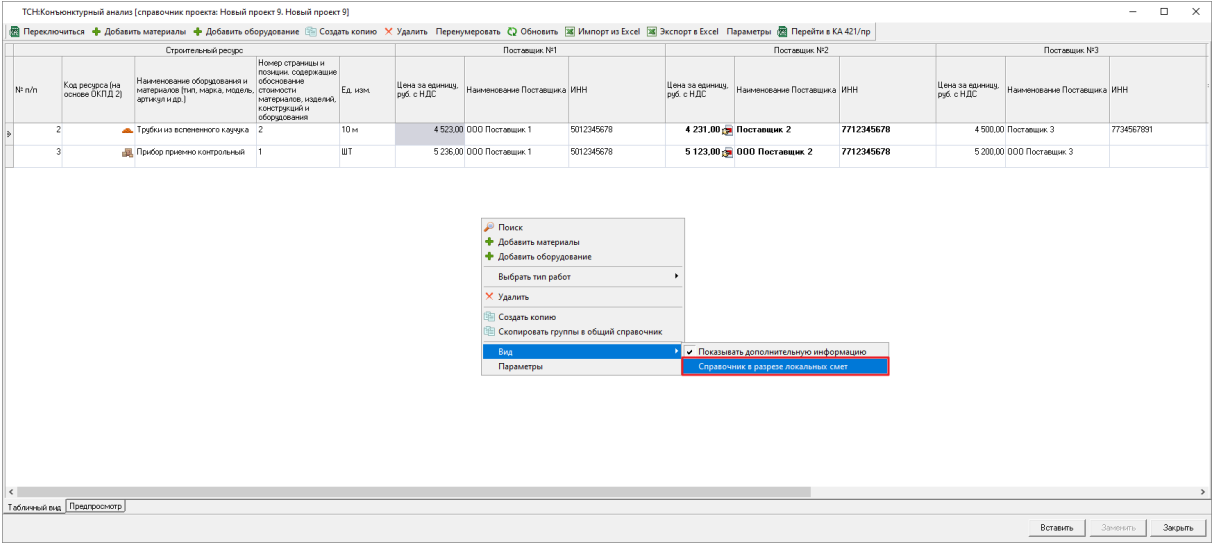 ТСН:Конъюнктурный анализ [справочник проекта: Новый проект 9. Новый проект 9]
Переключиться Добавить материалы Добавить оборудование Создать копию Удалить Перенумеровать Обновить Импорт из Excel Экспорт в Excel Параметры Перейти в КА 421/пр
Строительный ресурс Поставщик №1 Поставщик №2 Поставщик №3
№ п/п
Код ресурса (на
основе ОКПД 2)
Наименование оборудования и
материалов (тип, марка, модель,
артикул и др.)
Номер страницы и
позиции, содержащие
обоснование
стоимости
материалов, изделий,
конструкций и
оборудования
Ед. изм.
Цена за единицу,
руб. с НДС
Наименование Поставщика
ИНН
Цена за единицу,
руб. с НДС
Наименование Поставщика
ИНН
Цена за единицу,
руб. с НДС
Наименование Поставщика
ИНН
2 Трубки из вспененного каучука 2 10 м 4 523,00 ООО Поставщик 1 5012345678 4 231,00 Поставщик 2 7712345678 4 500,00 Поставщик 3 7734567891
3 Прибор приемно контрольный 1 ШТ 5 236,00 ООО Поставщик 1 5012345678 5 123,00 ООО Поставщик 2 7712345678 5 200,00 ООО Поставщик 3
Поиск
Добавить материалы
Добавить оборудование
Выбрать тип работ
Удалить
Создать копию
Скопировать группы в общий справочник
Вид
Показывать дополнительную информацию
Параметры
Справочник в разрезе локальных смет
Табличный вид Предпросмотр
Вставить Заменить Закрыть